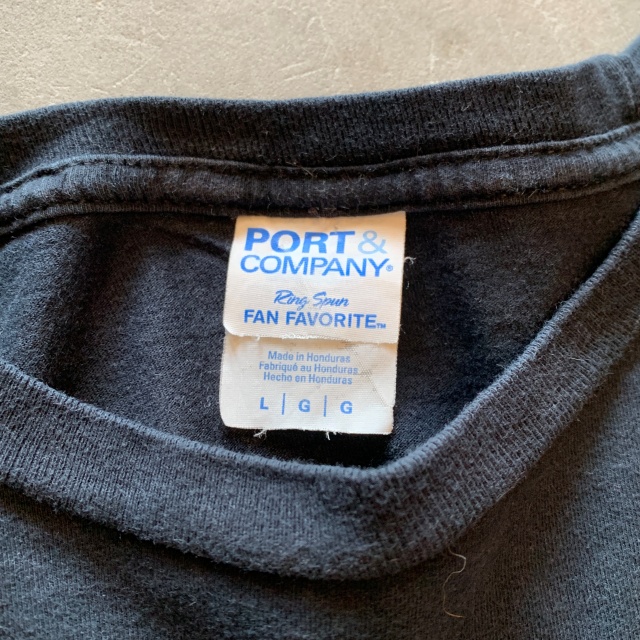 PORT &
COMPANY®
Ring Spun
FAN FAVORITE™
Made in Honduras
Fabriqué au Honduras
Hecho en Honduras
L | G | G